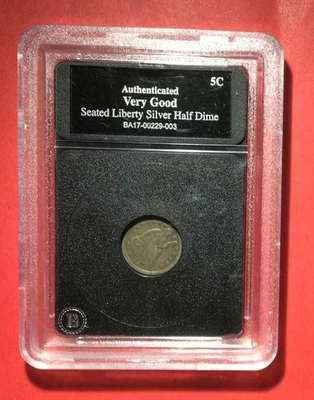 Authenticated
5C
Very Good
Seated Liberty Silver Half Dime
BA17-00229-003
B